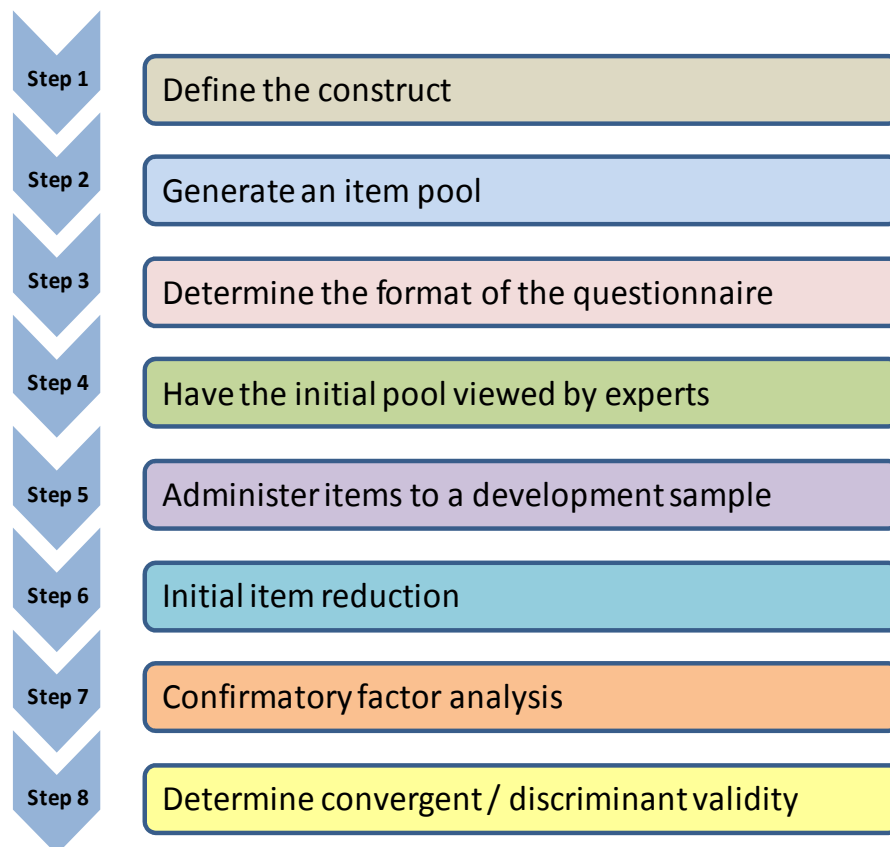 Step 1
Define the construct
Step 2
Generate an item pool
Step 3
Determine the format of the questionnaire
Step 4
Have the initial pool viewed by experts
Step 5
Administer items to a development sample
Step 6
Initial item reduction
Step 7
Confirmatory factor analysis
Step 8
Determine convergent / discriminant validity